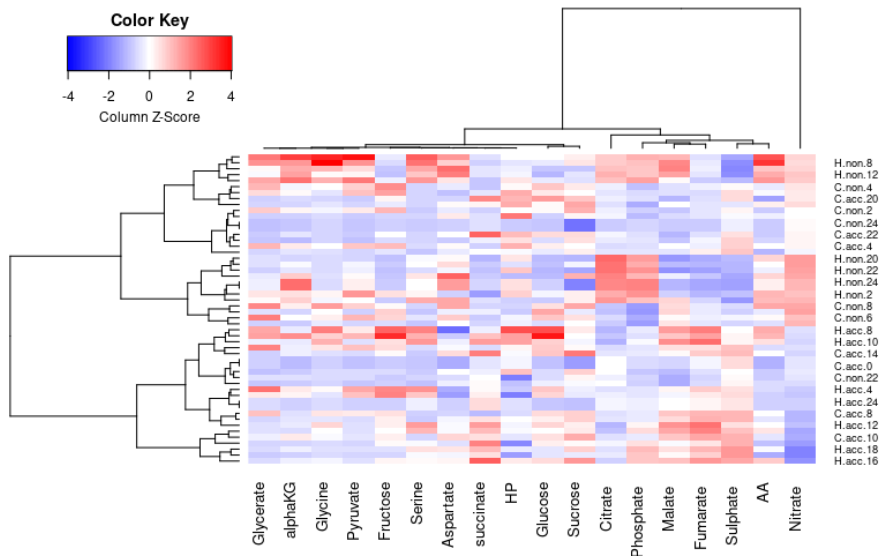 Color Key
-4 -2 0 2 4
Column Z-Score
H.non.8
H.non.12
C.non.4
C.acc.20
C.non.2
C.non.24
C.acc.22
C.acc.4
H.non.20
H.non.22
H.non.24
H.non.2
C.non.8
C.non.6
H.acc.8
H.acc.10
C.acc.14
C.acc.0
C.non.22
H.acc.4
H.acc.24
C.acc.8
H.acc.12
C.acc.10
H.acc.18
H.acc.16
Glycerate
alphaKG
Glycine
Pyruvate
Fructose
Serine
Aspartate
succinate
HP
Glucose
Sucrose
Citrate
Phosphate
Malate
Fumarate
Sulphate
AA
Nitrate